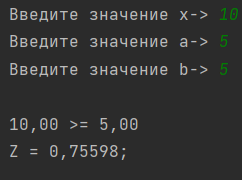 Введите значение x-> 10
Введите значение a-> 5
Введите значение b-> 5
10,00 >= 5,00
Z = 0,75598;